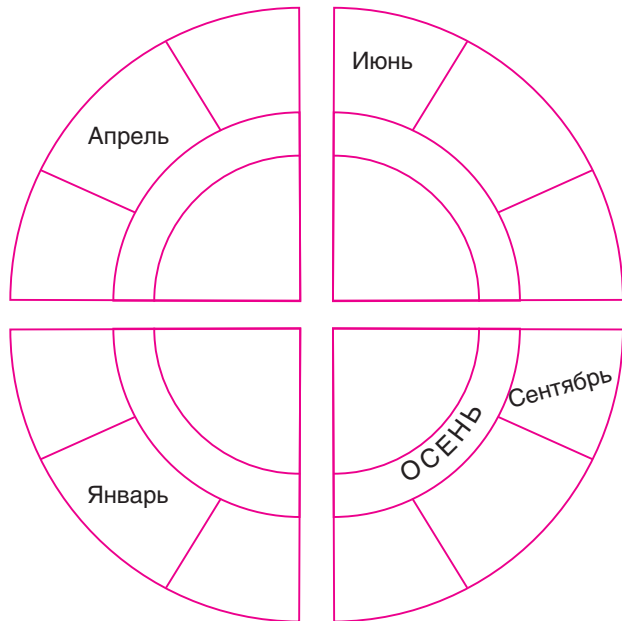 Июнь
Апрель
Сентябрь
ОСЕНЬ
Январь